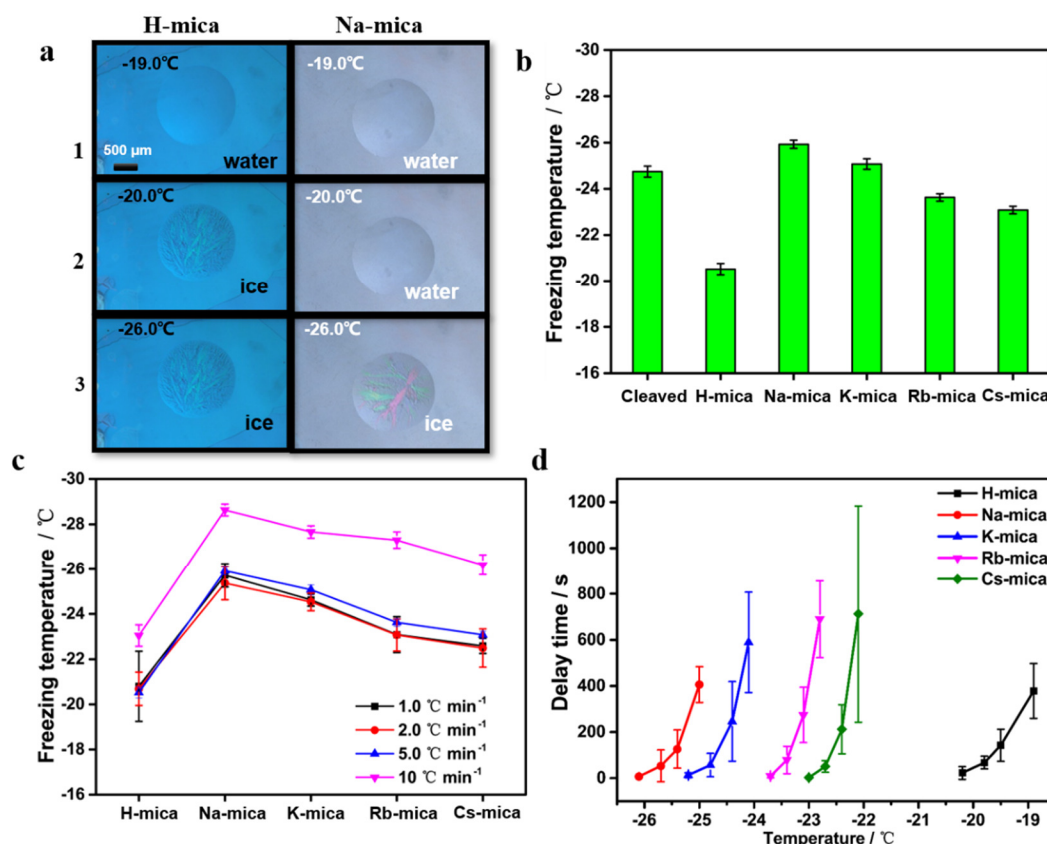 H-mica Na-mica
a
1
-19.0℃ -19.0℃
500 μm
water water
2
-20.0℃ -20.0℃
ice water
3
-26.0℃ -26.0℃
ice ice
b
Freezing temperature / ℃
-30
-28
-26
-24
-22
-20
-18
-16
Cleaved H-mica Na-mica K-mica Rb-mica Cs-mica
c
Freezing temperature / ℃
-30
-28
-26
-24
-22
-20
-18
-16
1.0 ℃ min⁻¹
2.0 ℃ min⁻¹
5.0 ℃ min⁻¹
10 ℃ min⁻¹
H-mica Na-mica K-mica Rb-mica Cs-mica
d
Delay time / s
1200
1000
800
600
400
200
0
H-mica
Na-mica
K-mica
Rb-mica
Cs-mica
-26 -25 -24 -23 -22 -21 -20 -19
Temperature / ℃